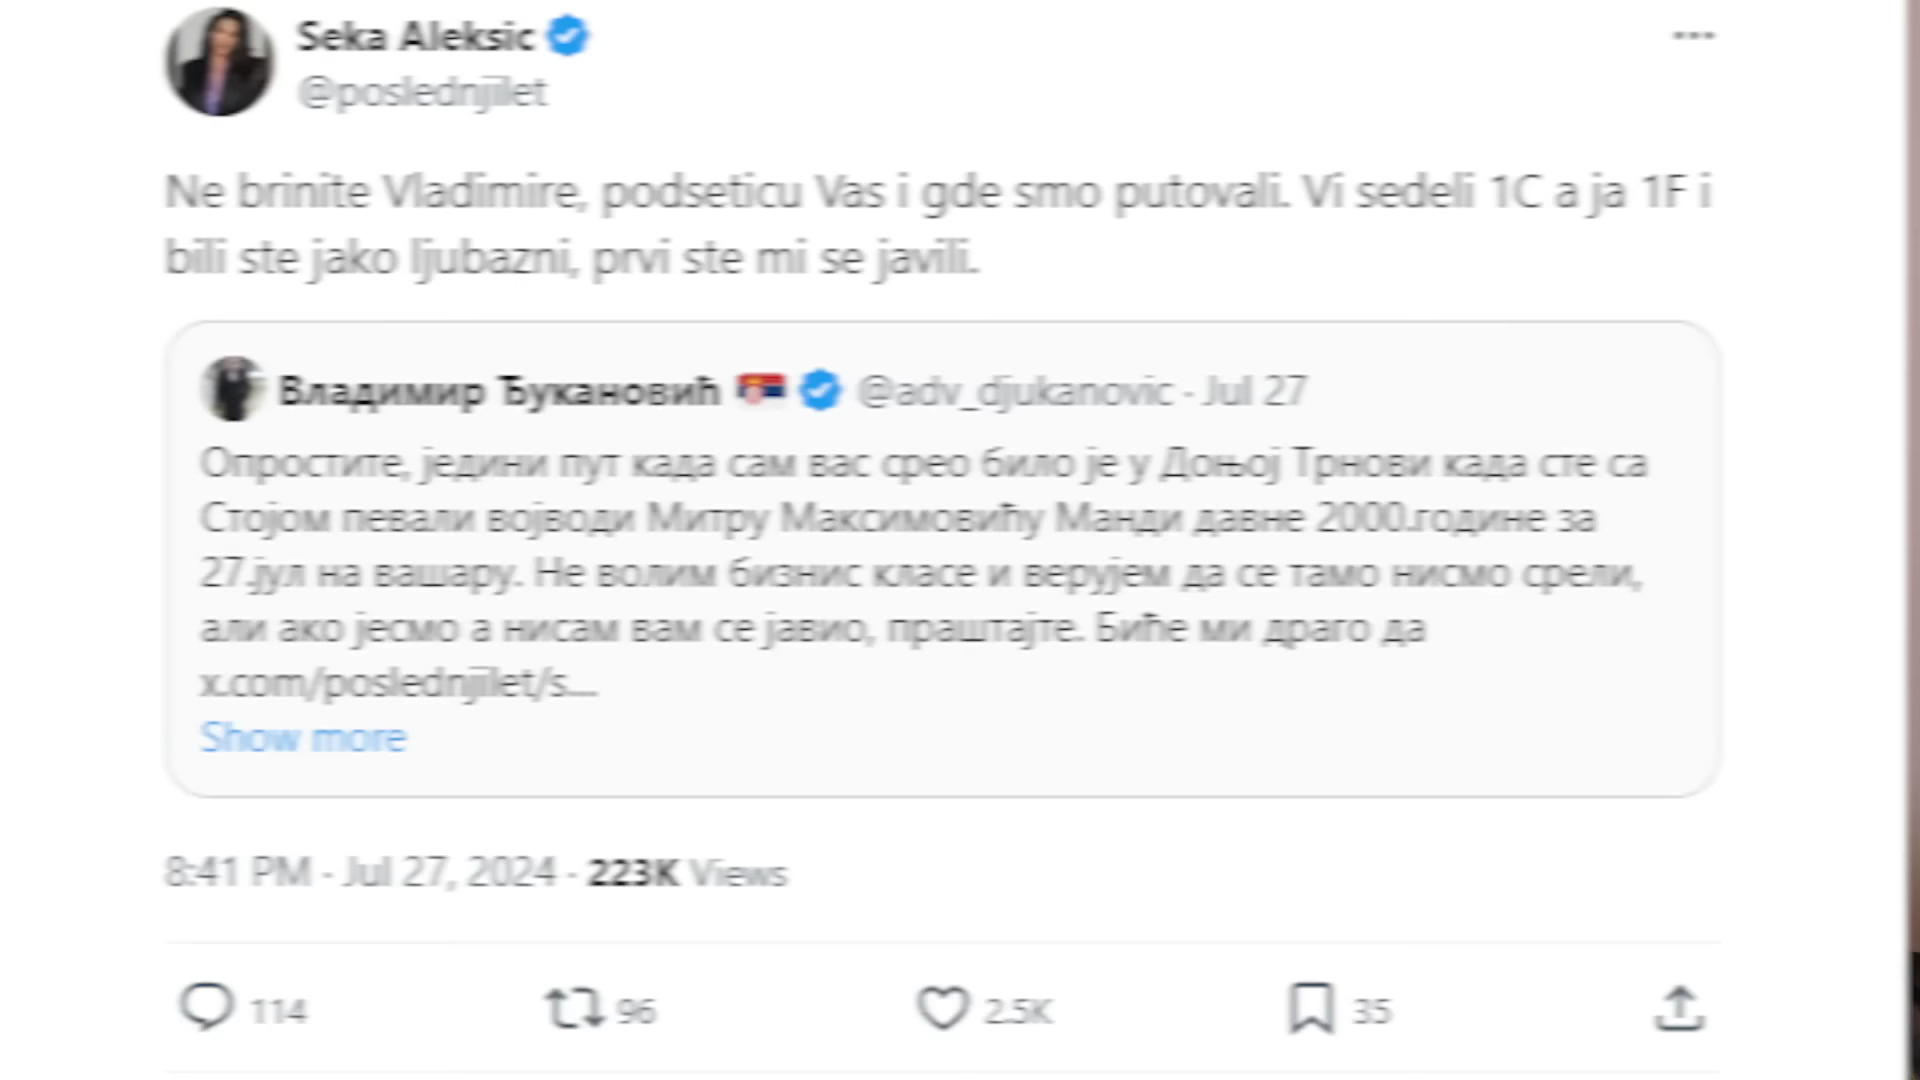 Seka Aleksic
@poslednjilet
Ne brinite Vladimire, podseticu Vas i gde smo putovali. Vi sedeli 1C a ja 1F i
bili ste jako ljubazni, prvi ste mi se javili.
Владимир Ђукановић @adv_djukanovic · Jul 27
Опростите, једини пут када сам вас срео било је у Доњој Трнови када сте са
Стојом певали војводи Митру Максимовићу Манди давне 2000.године за
27.јул на вашару. Не волим бизнис класе и верујем да се тамо нисмо срели,
али ако јесмо а нисам вам се јавио, праштајте. Биће ми драго да
x.com/poslednjilet/s...
Show more
8:41 PM · Jul 27, 2024 · 223K Views
114 96 2.5K 35